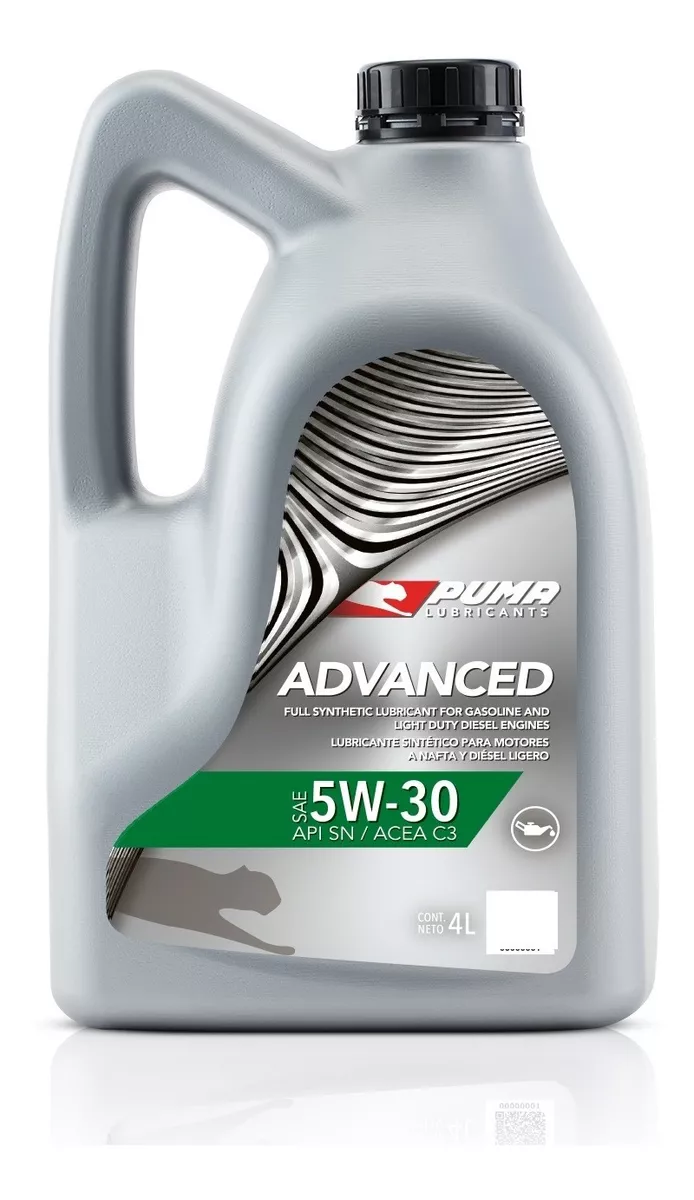 PUMA
LUBRICANTS
ADVANCED
FULL SYNTHETIC LUBRICANT FOR GASOLINE AND
LIGHT DUTY DIESEL ENGINES
LUBRICANTE SINTÉTICO PARA MOTORES
A NAFTA Y DIÉSEL LIGERO
SAE 5W-30
API SN / ACEA C3
CONT.
NETO 4L